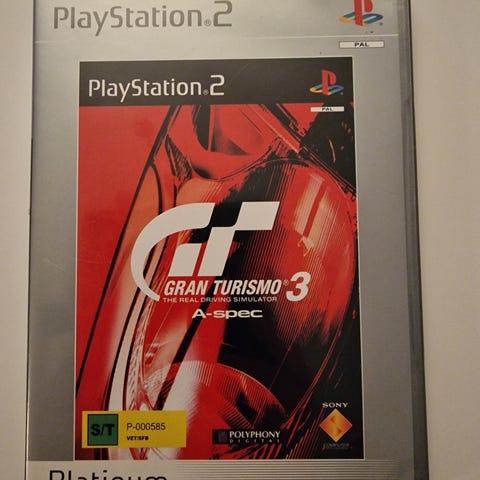 PlayStation®2
PAL
PlayStation®2
PAL
GRAN TURISMO® 3
THE REAL DRIVING SIMULATOR
A-spec
S/T
P-000585
VET/SFB
POLYPHONY
DIGITAL
SONY
COMPUTER
Platinum